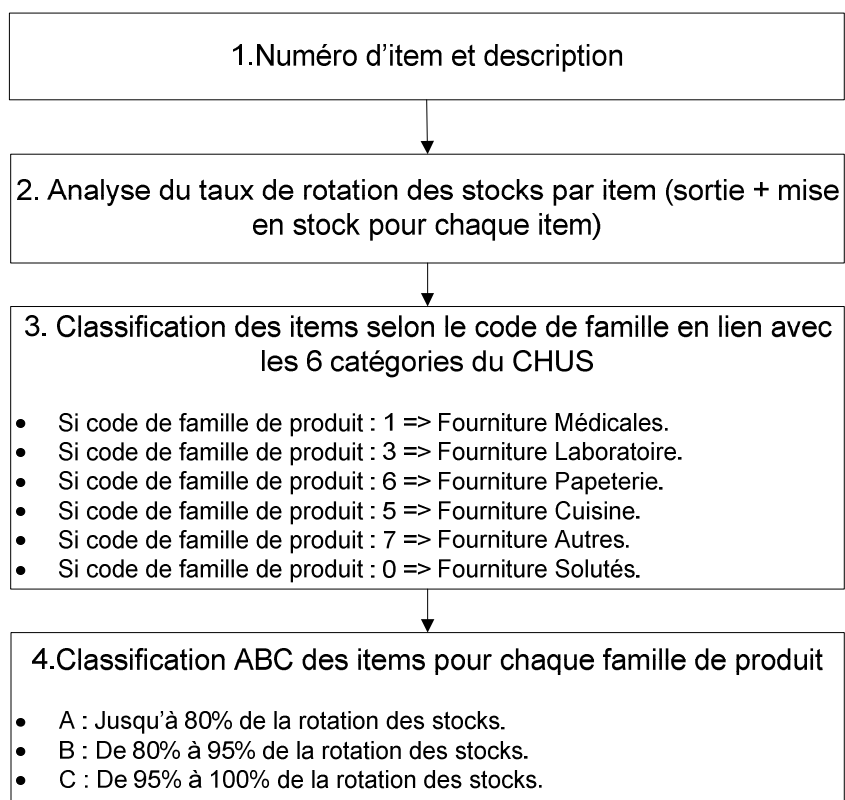 1.Numéro d'item et description
2. Analyse du taux de rotation des stocks par item (sortie + mise
en stock pour chaque item)
3. Classification des items selon le code de famille en lien avec
les 6 catégories du CHUS
• Si code de famille de produit : 1 => Fourniture Médicales.
• Si code de famille de produit : 3 => Fourniture Laboratoire.
• Si code de famille de produit : 6 => Fourniture Papeterie.
• Si code de famille de produit : 5 => Fourniture Cuisine.
• Si code de famille de produit : 7 => Fourniture Autres.
• Si code de famille de produit : 0 => Fourniture Solutés.
4.Classification ABC des items pour chaque famille de produit
• A : Jusqu'à 80% de la rotation des stocks.
• B : De 80% à 95% de la rotation des stocks.
• C : De 95% à 100% de la rotation des stocks.